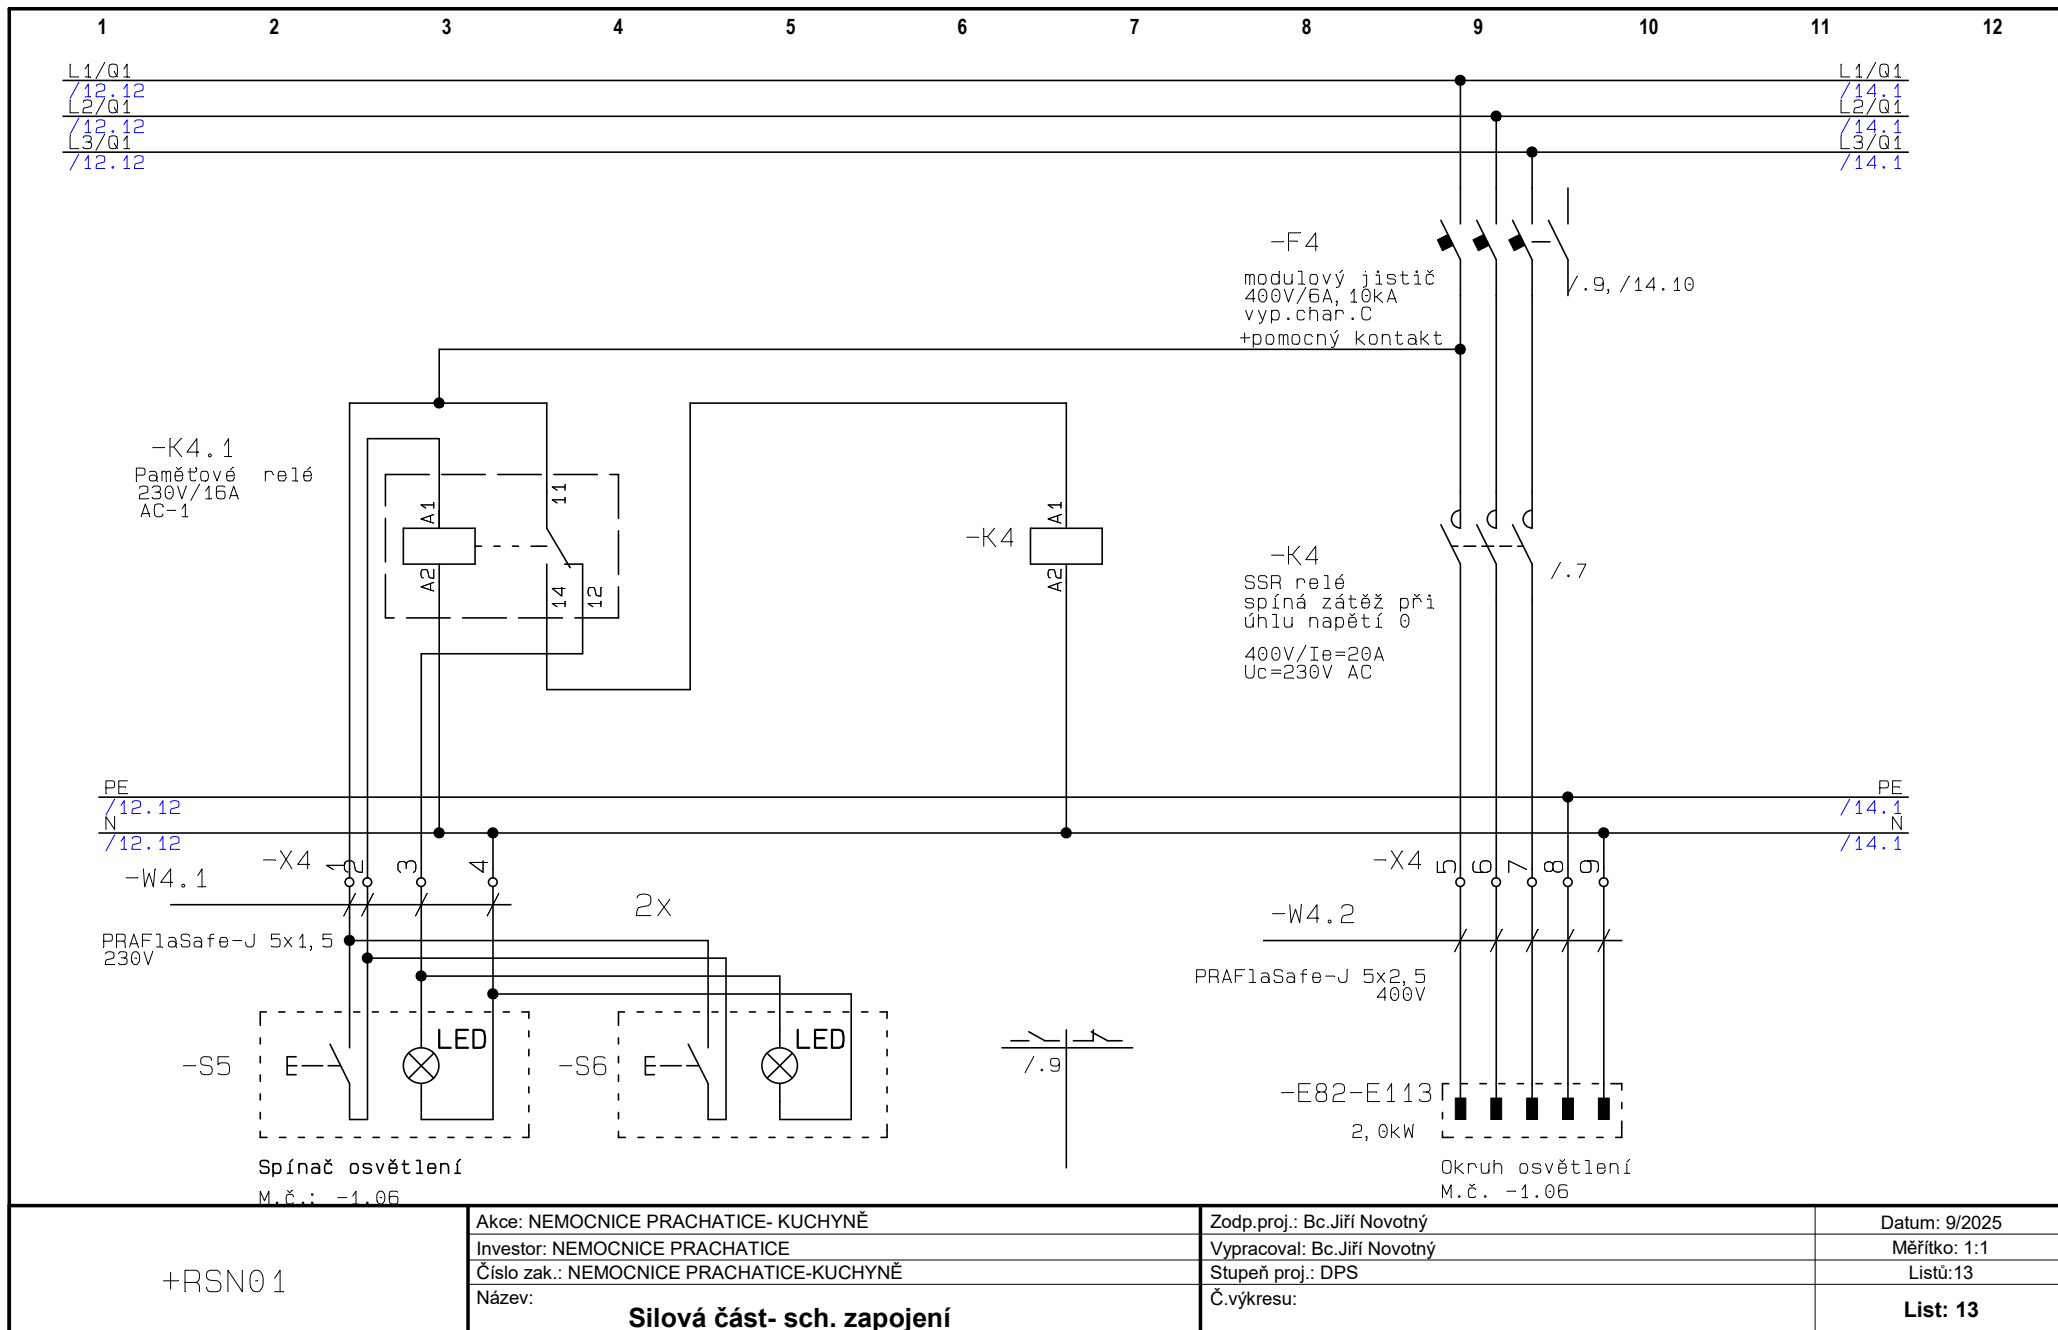 1 2 3 4 5 6 7 8 9 10 11 12
L1/Q1
/12.12
L2/Q1
/12.12
L3/Q1
/12.12
L1/Q1
/14.1
L2/Q1
/14.1
L3/Q1
/14.1
-F4
modulový jistič
400V/6A, 10kA
vyp.char.C
+pomocný kontakt
/.9, /14.10
-K4.1
Paměťové relé
230V/16A
AC-1
A1
A2
11
14
12
-K4
A1
A2
-K4
SSR relé
spíná zátěž při
úhlu napětí 0
400V/Ie=20A
Uc=230V AC
/.7
PE
/12.12
N
/12.12
PE
/14.1
N
/14.1
-X4
1 2 3 4
-W4.1
PRAFlaSafe-J 5x1,5
230V
2x
-X4
5 6 7 8 9
-W4.2
PRAFlaSafe-J 5x2,5
400V
-S5
E
LED
-S6
E
LED
/.9
-E82-E113
2,0kW
Spínač osvětlení
M.č.: -1.06
Okruh osvětlení
M.č. -1.06
+RSN01
Akce: NEMOCNICE PRACHATICE- KUCHYNĚ
Investor: NEMOCNICE PRACHATICE
Číslo zak.: NEMOCNICE PRACHATICE-KUCHYNĚ
Název:
Silová část- sch. zapojení
Zodp.proj.: Bc.Jiří Novotný
Vypracoval: Bc.Jiří Novotný
Stupeň proj.: DPS
Č.výkresu:
Datum: 9/2025
Měřítko: 1:1
Listů:13
List: 13